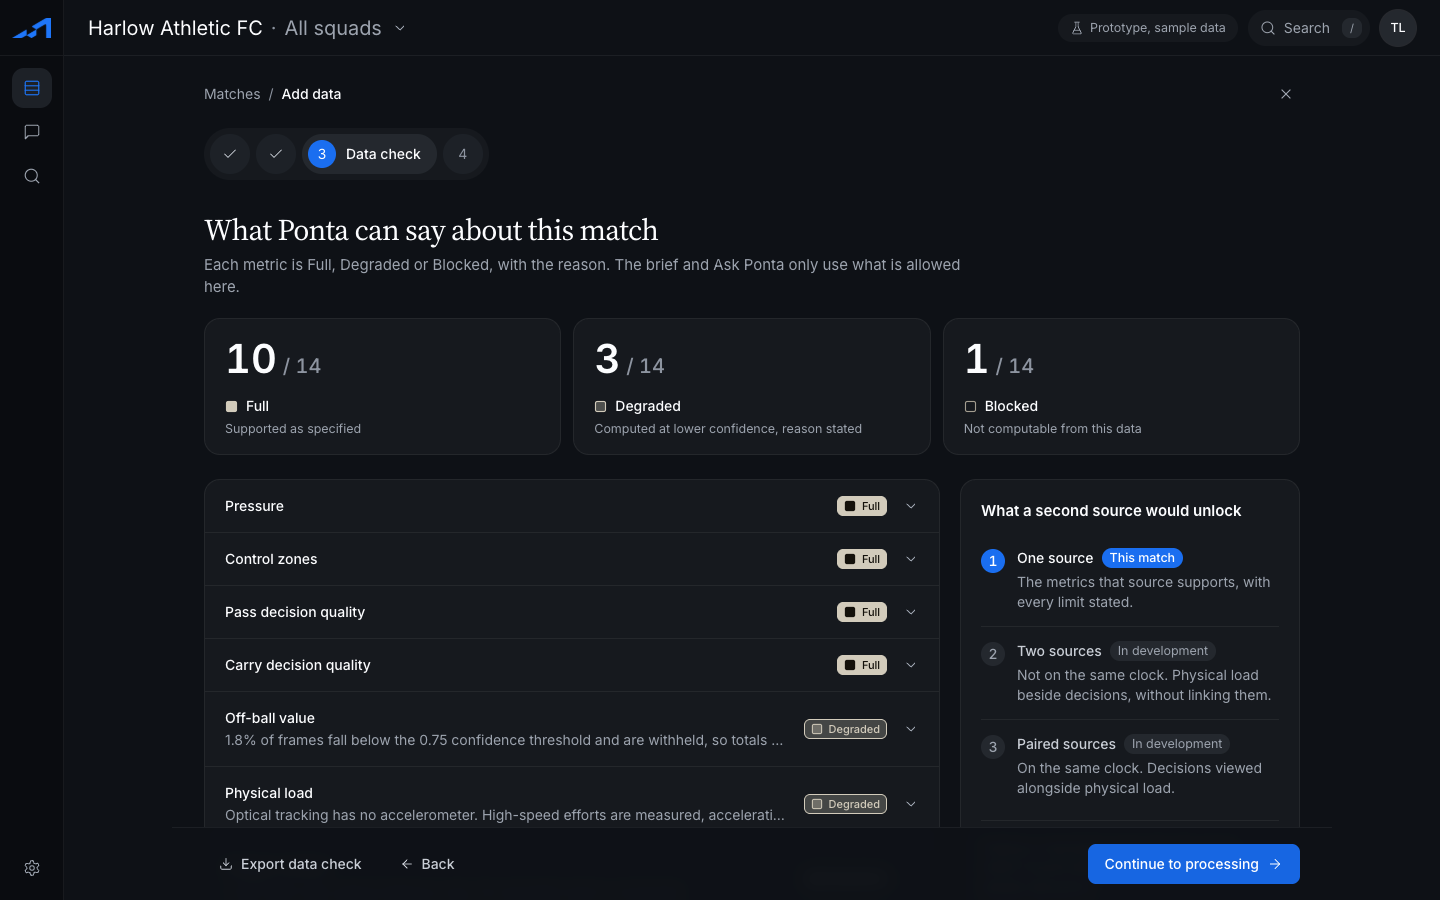 Harlow Athletic FC · All squads
Prototype, sample data
Search /
TL
Matches / Add data
3 Data check 4
What Ponta can say about this match
Each metric is Full, Degraded or Blocked, with the reason. The brief and Ask Ponta only use what is allowed
here.
10 / 14
Full
Supported as specified
3 / 14
Degraded
Computed at lower confidence, reason stated
1 / 14
Blocked
Not computable from this data
Pressure Full
Control zones Full
Pass decision quality Full
Carry decision quality Full
Off-ball value
1.8% of frames fall below the 0.75 confidence threshold and are withheld, so totals ...
Degraded
Physical load
Optical tracking has no accelerometer. High-speed efforts are measured, accelerati...
Degraded
What a second source would unlock
1 One source This match
The metrics that source supports, with
every limit stated.
2 Two sources In development
Not on the same clock. Physical load
beside decisions, without linking them.
3 Paired sources In development
On the same clock. Decisions viewed
alongside physical load.
Export data check
Back
Continue to processing